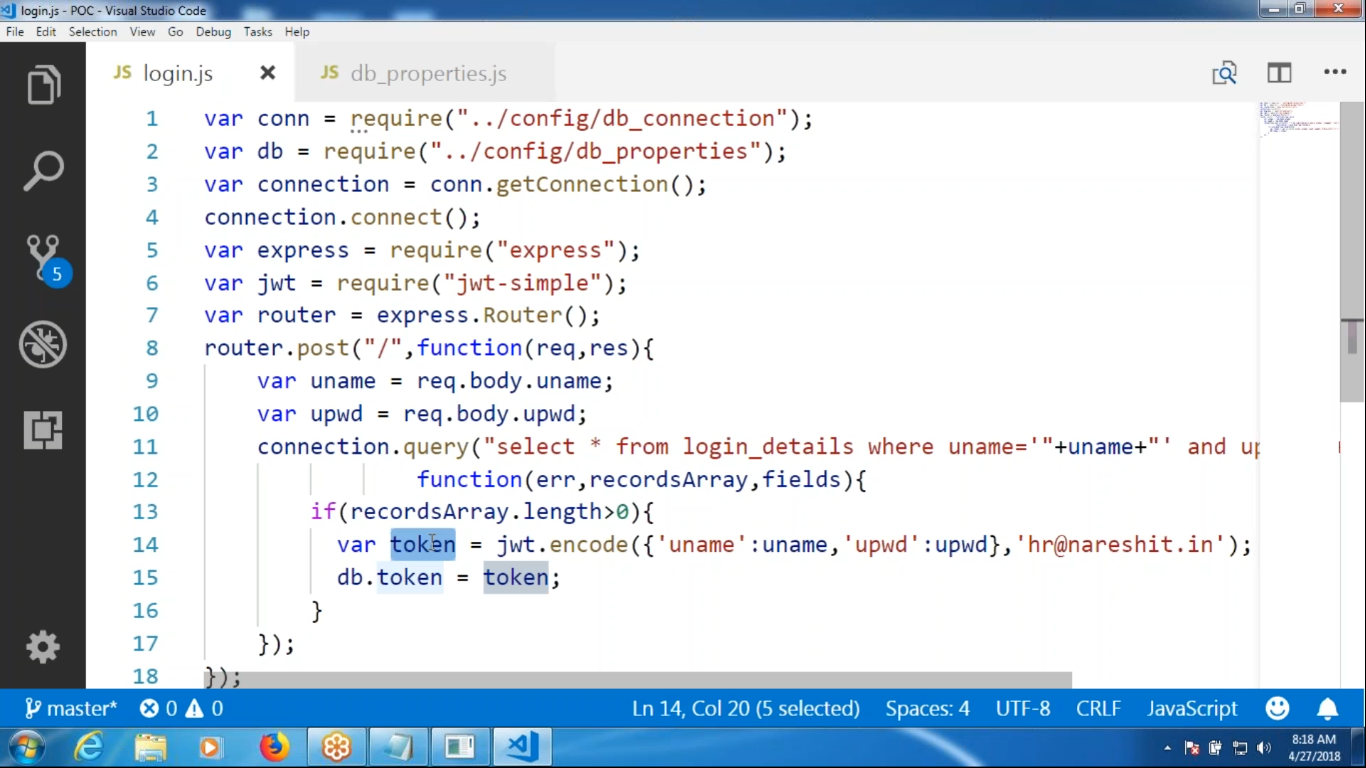 login.js - POC - Visual Studio Code
File Edit Selection View Go Debug Tasks Help
JS login.js JS db_properties.js
1 var conn = require("../config/db_connection");
2 var db = require("../config/db_properties");
3 var connection = conn.getConnection();
4 connection.connect();
5 var express = require("express");
6 var jwt = require("jwt-simple");
7 var router = express.Router();
8 router.post("/",function(req,res){
9 var uname = req.body.uname;
10 var upwd = req.body.upwd;
11 connection.query("select * from login_details where uname='"+uname+"' and up
12 function(err,recordsArray,fields){
13 if(recordsArray.length>0){
14 var token = jwt.encode({'uname':uname,'upwd':upwd},'hr@nareshit.in');
15 db.token = token;
16 }
17 });
18 });
5
master* 0 0 Ln 14, Col 20 (5 selected) Spaces: 4 UTF-8 CRLF JavaScript
8:18 AM
4/27/2018